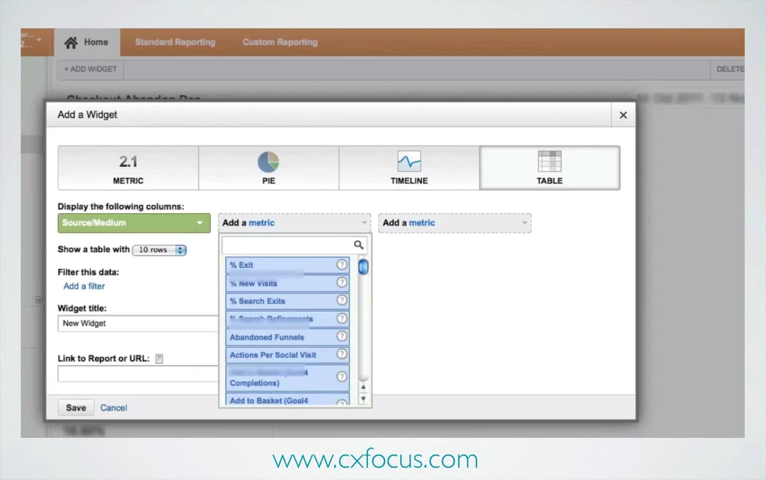 Home
Standard Reporting
Custom Reporting
+ ADD WIDGET
DELETE
Add a Widget
2.1
METRIC
PIE
TIMELINE
TABLE
Display the following columns:
Source/Medium
Add a metric
Add a metric
Show a table with 10 rows
Filter this data:
Add a filter
Widget title:
New Widget
Link to Report or URL:
Save
Cancel
% Exit
% New Visits
% Search Exits
% Search Refinements
Abandoned Funnels
Actions Per Social Visit
Completions)
Add to Basket (Goal4
www.cxfocus.com